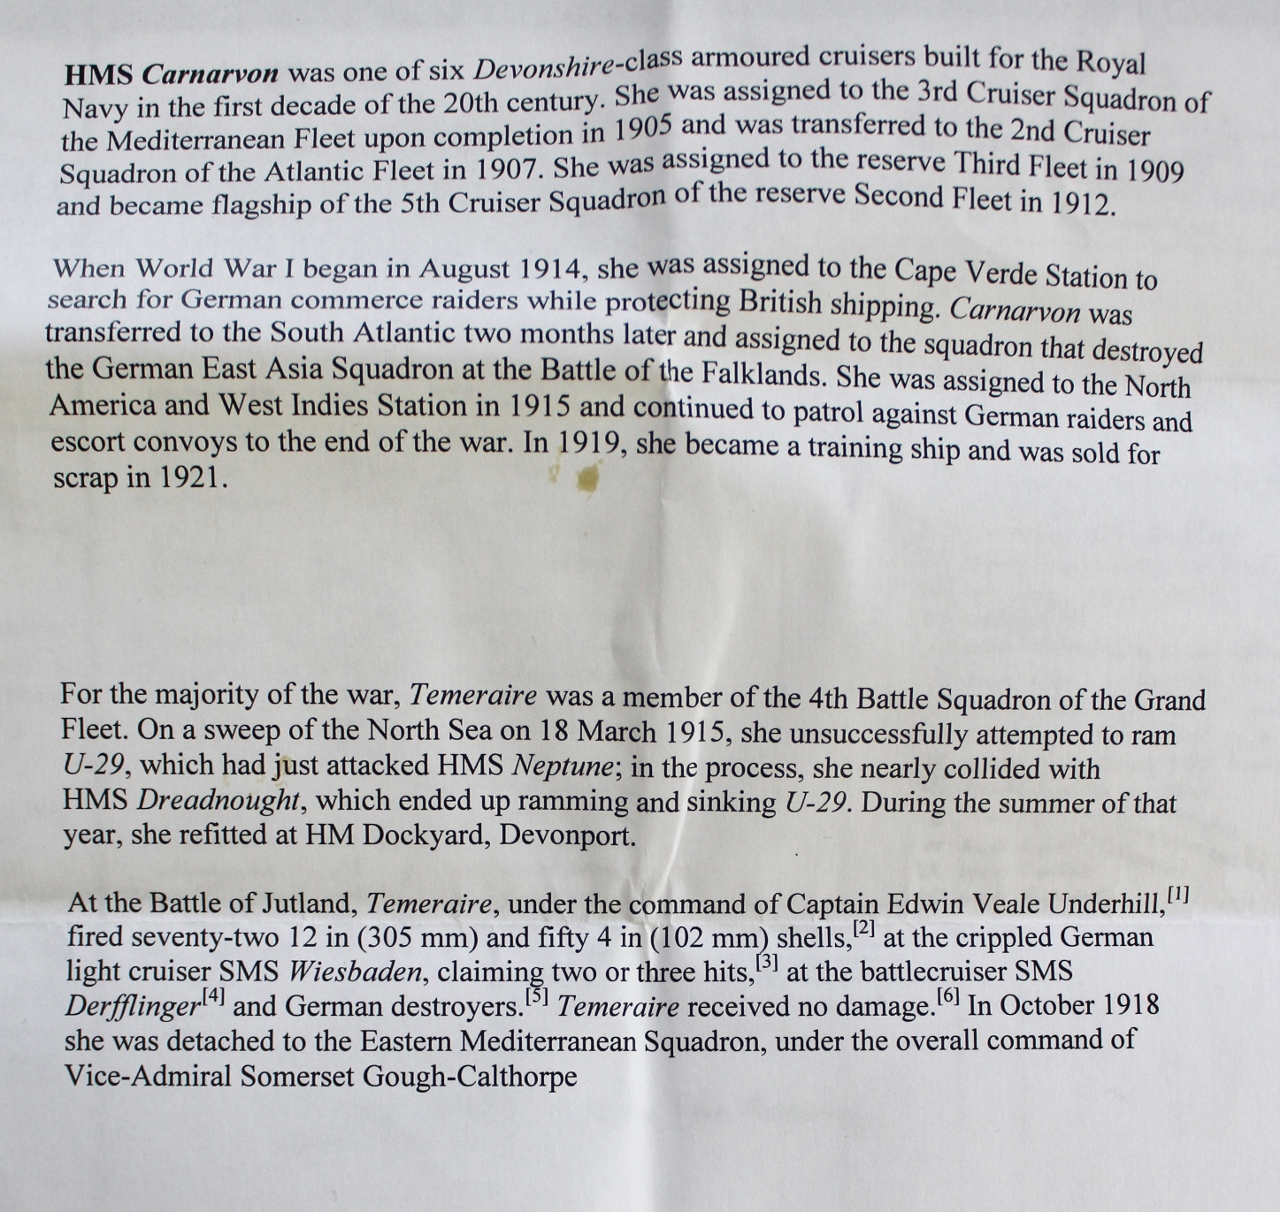 HMS Carnarvon was one of six Devonshire-class armoured cruisers built for the Royal
Navy in the first decade of the 20th century. She was assigned to the 3rd Cruiser Squadron of
the Mediterranean Fleet upon completion in 1905 and was transferred to the 2nd Cruiser
Squadron of the Atlantic Fleet in 1907. She was assigned to the reserve Third Fleet in 1909
and became flagship of the 5th Cruiser Squadron of the reserve Second Fleet in 1912.
When World War I began in August 1914, she was assigned to the Cape Verde Station to
search for German commerce raiders while protecting British shipping. Carnarvon was
transferred to the South Atlantic two months later and assigned to the squadron that destroyed
the German East Asia Squadron at the Battle of the Falklands. She was assigned to the North
America and West Indies Station in 1915 and continued to patrol against German raiders and
escort convoys to the end of the war. In 1919, she became a training ship and was sold for
scrap in 1921.
For the majority of the war, Temeraire was a member of the 4th Battle Squadron of the Grand
Fleet. On a sweep of the North Sea on 18 March 1915, she unsuccessfully attempted to ram
U-29, which had just attacked HMS Neptune; in the process, she nearly collided with
HMS Dreadnought, which ended up ramming and sinking U-29. During the summer of that
year, she refitted at HM Dockyard, Devonport.
At the Battle of Jutland, Temeraire, under the command of Captain Edwin Veale Underhill,[1]
fired seventy-two 12 in (305 mm) and fifty 4 in (102 mm) shells,[2] at the crippled German
light cruiser SMS Wiesbaden, claiming two or three hits,[3] at the battlecruiser SMS
Derfflinger[4] and German destroyers.[5] Temeraire received no damage.[6] In October 1918
she was detached to the Eastern Mediterranean Squadron, under the overall command of
Vice-Admiral Somerset Gough-Calthorpe